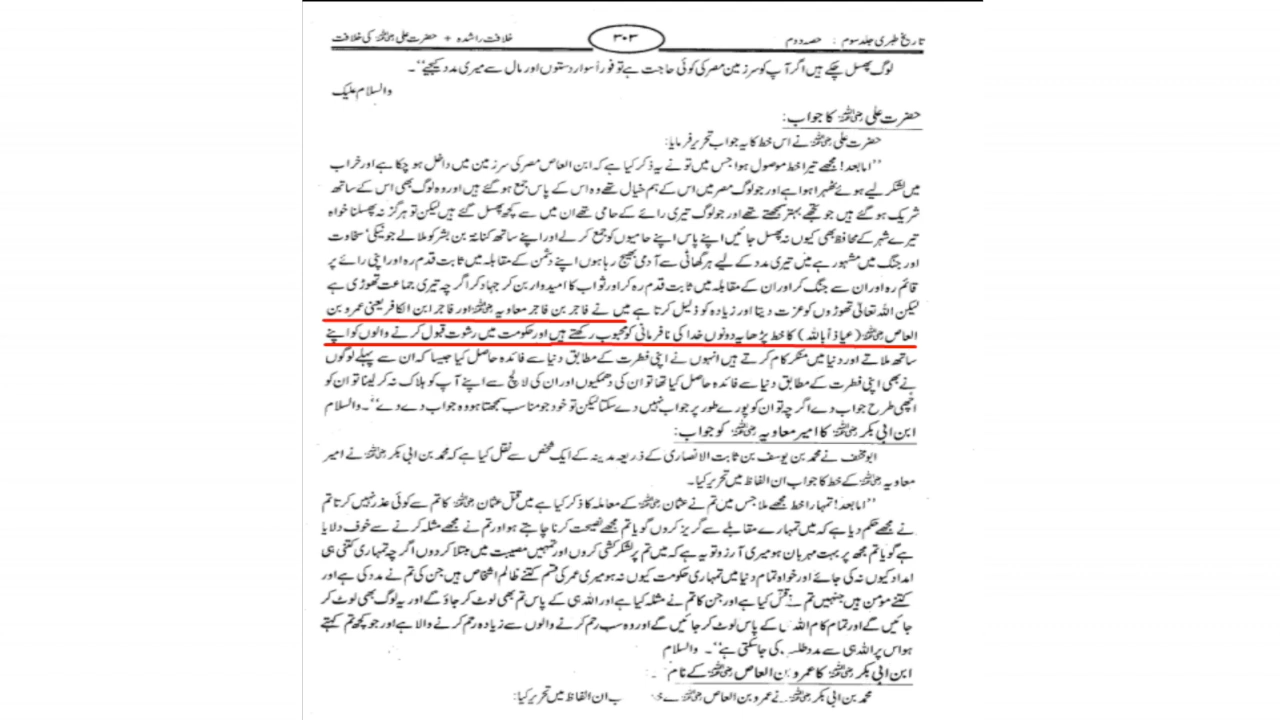 تاریخ طبری جلد سوم : حصہ دوم ۳۰۳ خلافت راشدہ + حضرت علی رضی اللہ عنہ کی خلافت
لوگ پھسل چکے ہیں اگر آپ کو سرزمین مصر کی کوئی حاجت ہے تو فوراً سوار دستوں اور مال سے میری مدد کیجیے‘‘۔
والسلام علیک
حضرت علی رضی اللہ عنہ کا جواب:
حضرت علی رضی اللہ عنہ نے اس خط کا یہ جواب تحریر فرمایا:
’’اما بعد! مجھے تیرا خط موصول ہوا جس میں تو نے یہ ذکر کیا ہے کہ ابن العاص مصر کی سرزمین میں داخل ہو چکا ہے اور خراب
میں لشکر لیے ہوئے ٹھہرا ہوا ہے اور جو لوگ مصر میں اس کے ہم خیال تھے وہ اس کے پاس جمع ہو گئے ہیں اور وہ لوگ بھی اس کے ساتھ
شریک ہو گئے ہیں جو تجھے بہتر سمجھتے تھے اور جو لوگ تیری رائے کے حامی تھے ان میں سے کچھ پھسل گئے ہیں لیکن تو ہرگز نہ پھسلنا خواہ
تیرے شہر کے محافظ بھی کیوں نہ پھسل جائیں اپنے پاس اپنے حامیوں کو جمع کر لے اور اپنے ساتھ کنانۃ بن بشر کو ملا لے جو نیکی‘ سخاوت
اور جنگ میں مشہور ہے میں تیری مدد کے لیے ہر گھاٹی سے آدمی بھیج رہا ہوں اپنے دشمن کے مقابلہ میں ثابت قدم رہ اور اپنی رائے پر
قائم رہ اور ان سے جنگ کر اور ان کے مقابلہ میں ثابت قدم رہ کر اور ثواب کا امیدوار بن کر جہاد کر اگر چہ تیری جماعت تھوڑی ہے
لیکن اللہ تعالیٰ تھوڑوں کو عزت دیتا اور زیادہ کو ذلیل کرتا ہے میں نے فاجر بن فاجر معاویہ رضی اللہ عنہ اور فاجر ابن الکافر یعنی عمرو بن
العاص رضی اللہ عنہ (عیاذاً باللہ) کا خط پڑھا یہ دونوں خدا کی نافرمانی کو محبوب رکھتے ہیں اور حکومت میں رشوت قبول کرنے والوں کو اپنے
ساتھ ملاتے اور دنیا میں منکر کام کرتے ہیں انہوں نے اپنی فطرت کے مطابق دنیا سے فائدہ حاصل کیا جیسا کہ ان سے پہلے لوگوں
نے بھی اپنی فطرت کے مطابق دنیا سے فائدہ حاصل کیا تھا تو ان کی دھمکیوں اور ان کی لالچ سے اپنے آپ کو ہلاک نہ کر لینا تو ان کو
اچھی طرح جواب دے اگر چہ تو ان کو پورے طور پر جواب نہیں دے سکتا لیکن تو خود جو مناسب سمجھتا ہو وہ جواب دے دے‘‘۔ والسلام
ابن ابی بکر رضی اللہ عنہ کا امیر معاویہ رضی اللہ عنہ کو جواب:
ابو مخنف نے محمد بن یوسف بن ثابت الانصاری کے ذریعہ مدینہ کے ایک شخص سے نقل کیا ہے کہ محمد بن ابی بکر رضی اللہ عنہ نے امیر
معاویہ رضی اللہ عنہ کے خط کا جواب ان الفاظ میں تحریر کیا۔
’’اما بعد! تمہارا خط مجھے ملا جس میں تم نے عثمان رضی اللہ عنہ کے معاملہ کا ذکر کیا ہے میں قتل عثمان رضی اللہ عنہ کا تم سے کوئی عذر نہیں کرتا تم
نے مجھے حکم دیا ہے کہ میں تمہارے مقابلے سے گریز کروں گویا تم مجھے نصیحت کرنا چاہتے ہو اور تم نے مجھے مثلہ کرنے سے خوف دلایا
ہے گویا تم مجھ پر بہت مہربان ہو میری آرزو تو یہ ہے کہ میں تم پر لشکر کشی کروں اور تمہیں مصیبت میں مبتلا کر دوں اگر چہ تمہاری کتنی ہی
امداد کیوں نہ کی جائے اور خواہ تمام دنیا میں تمہاری حکومت کیوں نہ ہو میری عمر کی قسم کتنے ظالم اشخاص ہیں جن کی تم نے مدد کی ہے اور
کتنے مومن ہیں جنہیں تم نے قتل کیا ہے اور جن کا تم نے مثلہ کیا ہے اور اللہ ہی کے پاس تم بھی لوٹ کر جاؤ گے اور یہ لوگ بھی لوٹ کر
جائیں گے اور تمام کام اللہ کے پاس لوٹ کر جائیں گے اور وہ سب رحم کرنے والوں سے زیادہ رحم کرنے والا ہے اور جو کچھ تم کہتے
ہو اس پر اللہ ہی سے مدد طلب کی جا سکتی ہے‘‘۔ والسلام
ابن ابی بکر رضی اللہ عنہ کا عمرو بن العاص رضی اللہ عنہ کے نام
محمد بن ابی بکر رضی اللہ عنہ نے عمرو بن العاص رضی اللہ عنہ کے ان الفاظ میں تحریر کیا: